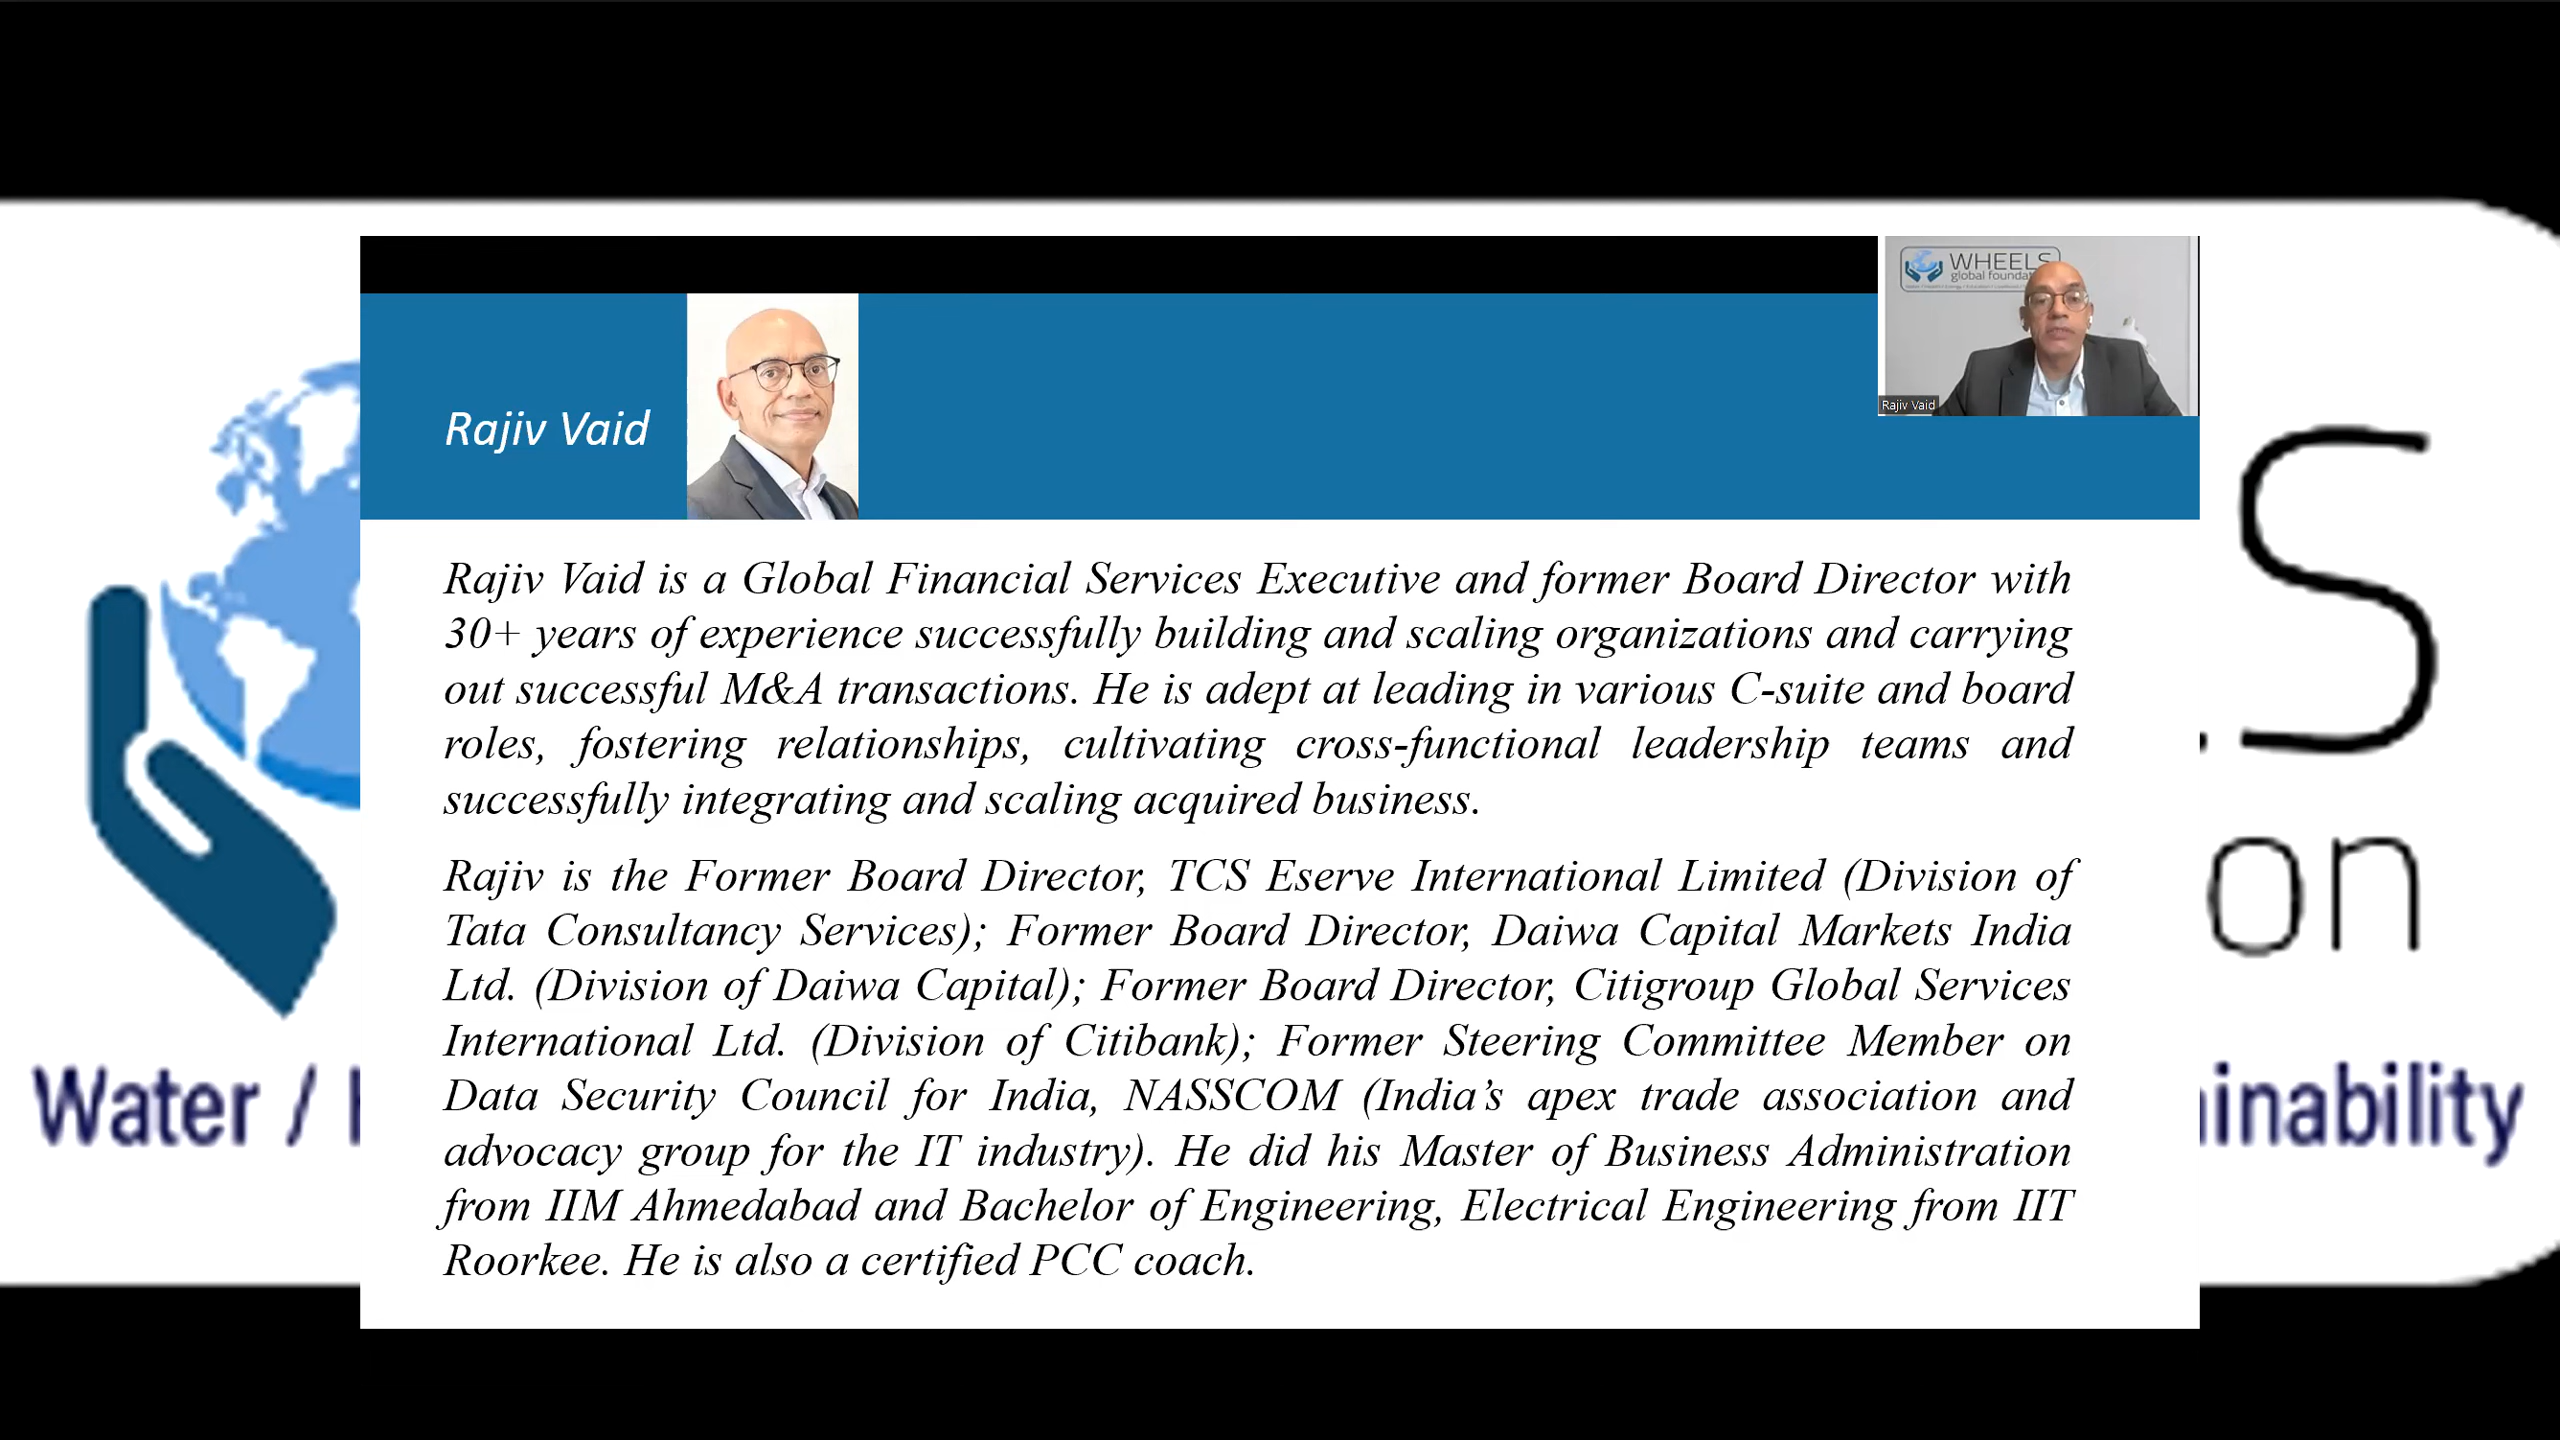 WHEELS
global founda
Rajiv Vaid
Rajiv Vaid
Rajiv Vaid is a Global Financial Services Executive and former Board Director with
30+ years of experience successfully building and scaling organizations and carrying
out successful M&A transactions. He is adept at leading in various C-suite and board
roles, fostering relationships, cultivating cross-functional leadership teams and
successfully integrating and scaling acquired business.
Rajiv is the Former Board Director, TCS Eserve International Limited (Division of
Tata Consultancy Services); Former Board Director, Daiwa Capital Markets India
Ltd. (Division of Daiwa Capital); Former Board Director, Citigroup Global Services
International Ltd. (Division of Citibank); Former Steering Committee Member on
Data Security Council for India, NASSCOM (India’s apex trade association and
advocacy group for the IT industry). He did his Master of Business Administration
from IIM Ahmedabad and Bachelor of Engineering, Electrical Engineering from IIT
Roorkee. He is also a certified PCC coach.
S
on
Water /
inability